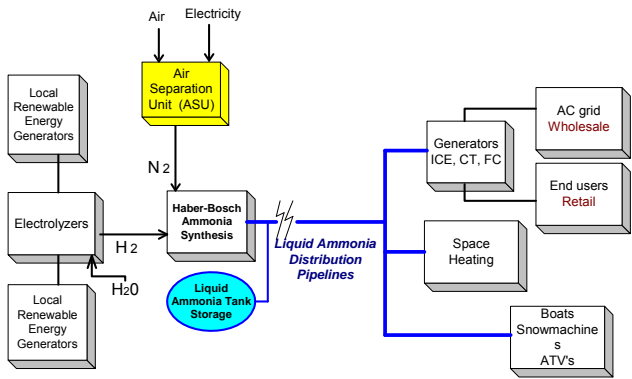 Air
Electricity
Local
Renewable
Energy
Generators
Air
Separation
Unit (ASU)
N2
Electrolyzers
H2
H20
Haber-Bosch
Ammonia
Synthesis
Local
Renewable
Energy
Generators
Liquid
Ammonia Tank
Storage
Liquid Ammonia
Distribution
Pipelines
Generators
ICE, CT, FC
AC grid
Wholesale
End users
Retail
Space
Heating
Boats
Snowmachine
s
ATV's